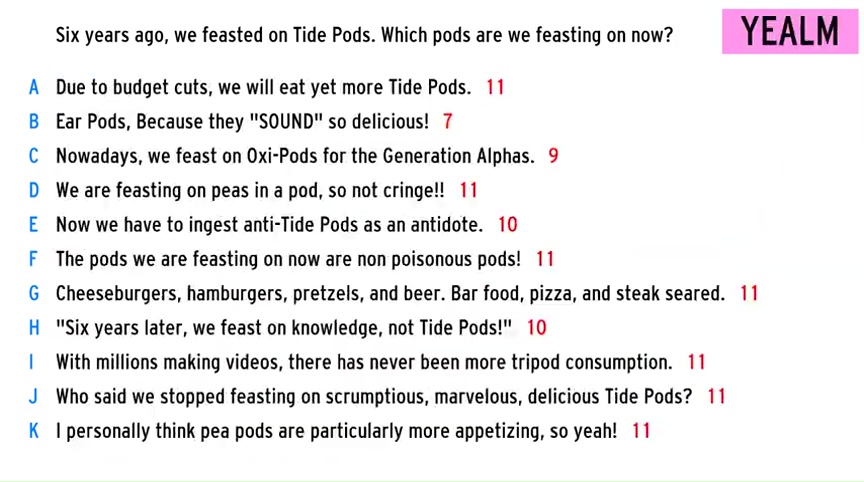 Six years ago, we feasted on Tide Pods. Which pods are we feasting on now?
YEALM
A Due to budget cuts, we will eat yet more Tide Pods. 11
B Ear Pods, Because they "SOUND" so delicious! 7
C Nowadays, we feast on Oxi-Pods for the Generation Alphas. 9
D We are feasting on peas in a pod, so not cringe!! 11
E Now we have to ingest anti-Tide Pods as an antidote. 10
F The pods we are feasting on now are non poisonous pods! 11
G Cheeseburgers, hamburgers, pretzels, and beer. Bar food, pizza, and steak seared. 11
H "Six years later, we feast on knowledge, not Tide Pods!" 10
I With millions making videos, there has never been more tripod consumption. 11
J Who said we stopped feasting on scrumptious, marvelous, delicious Tide Pods? 11
K I personally think pea pods are particularly more appetizing, so yeah! 11